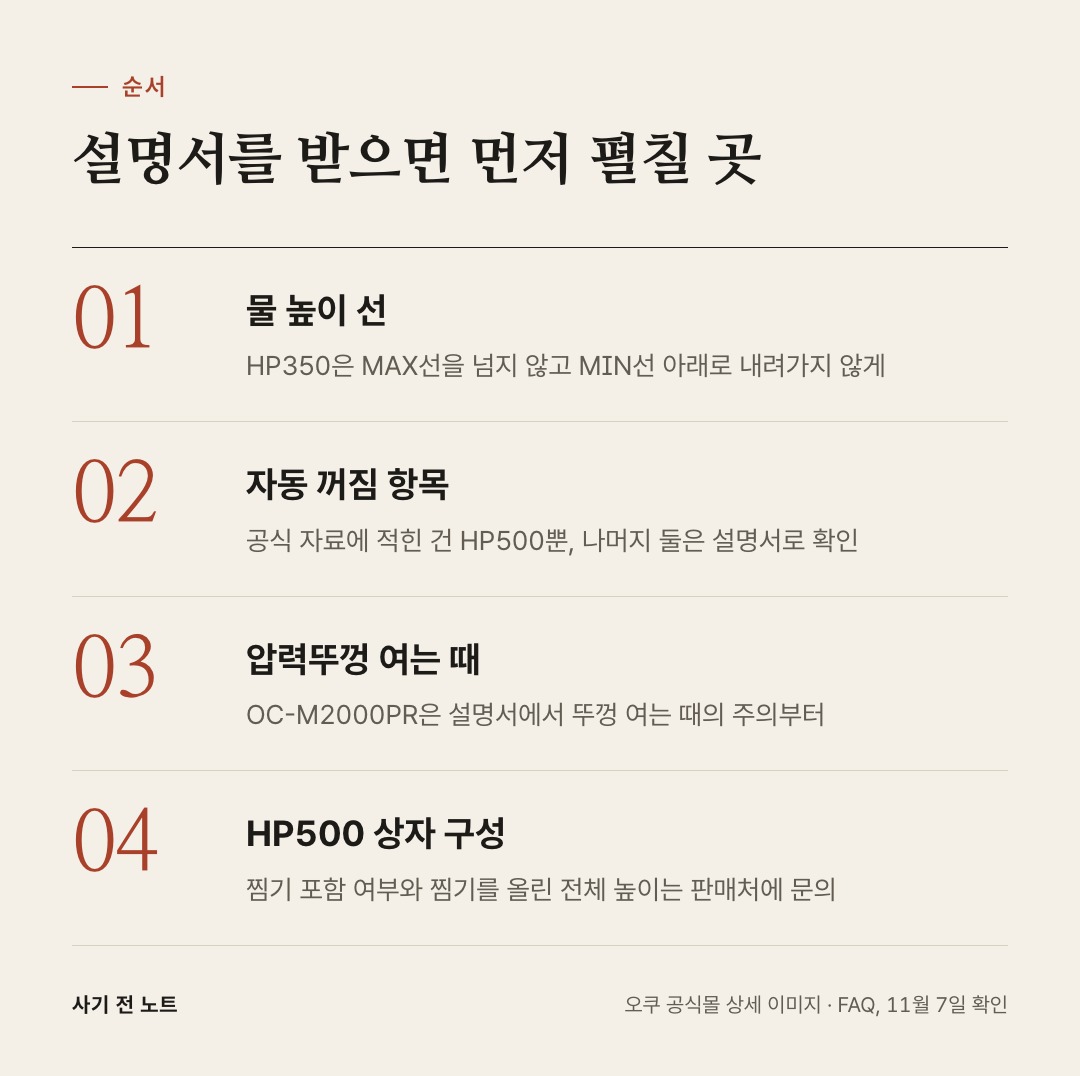 순서
설명서를 받으면 먼저 펼칠 곳
01
물 높이 선
HP350은 MAX선을 넘지 않고 MIN선 아래로 내려가지 않게
02
자동 꺼짐 항목
공식 자료에 적힌 건 HP500뿐, 나머지 둘은 설명서로 확인
03
압력뚜껑 여는 때
OC-M2000PR은 설명서에서 뚜껑 여는 때의 주의부터
04
HP500 상자 구성
찜기 포함 여부와 찜기를 올린 전체 높이는 판매처에 문의
사기 전 노트
오쿠 공식몰 상세 이미지 · FAQ, 11월 7일 확인